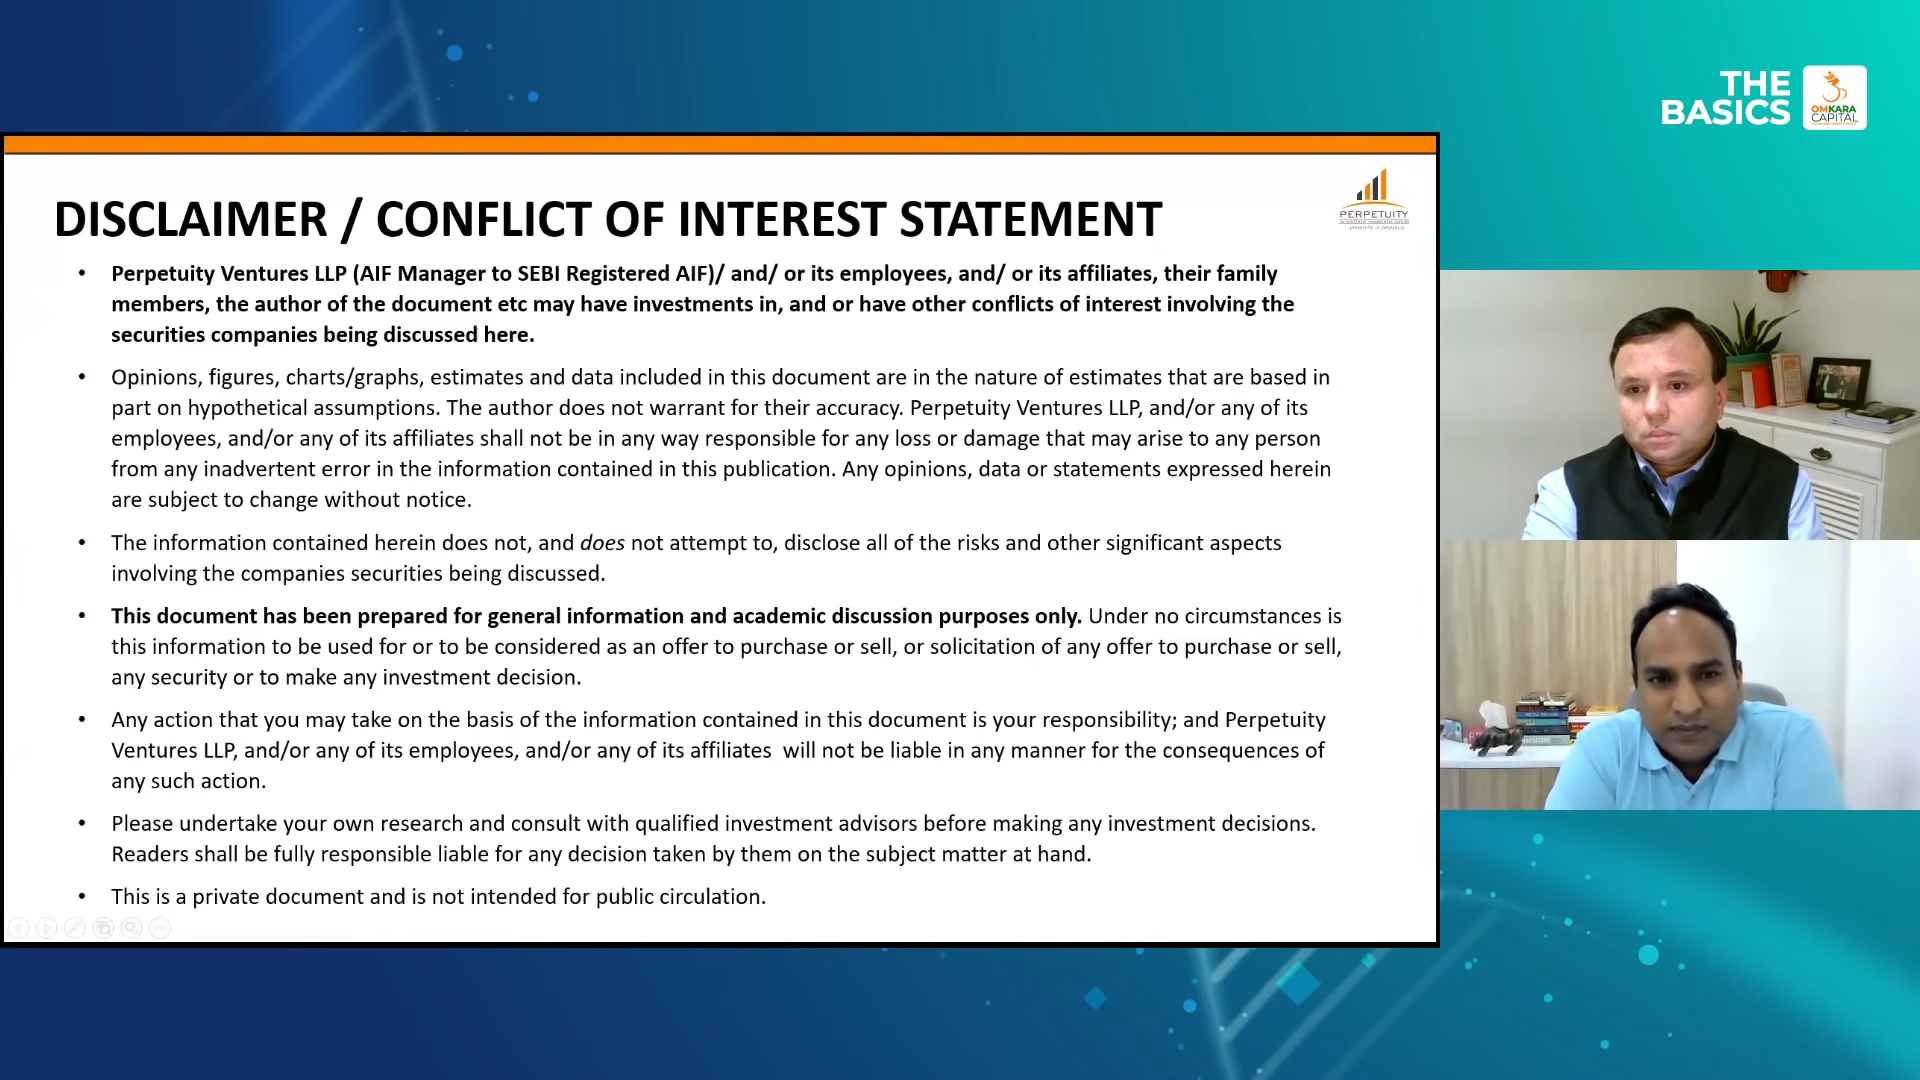 THE
BASICS
OMKARA
CAPITAL
PERPETUITY
DISCLAIMER / CONFLICT OF INTEREST STATEMENT
• Perpetuity Ventures LLP (AIF Manager to SEBI Registered AIF)/ and/ or its employees, and/ or its affiliates, their family
members, the author of the document etc may have investments in, and or have other conflicts of interest involving the
securities companies being discussed here.
• Opinions, figures, charts/graphs, estimates and data included in this document are in the nature of estimates that are based in
part on hypothetical assumptions. The author does not warrant for their accuracy. Perpetuity Ventures LLP, and/or any of its
employees, and/or any of its affiliates shall not be in any way responsible for any loss or damage that may arise to any person
from any inadvertent error in the information contained in this publication. Any opinions, data or statements expressed herein
are subject to change without notice.
• The information contained herein does not, and does not attempt to, disclose all of the risks and other significant aspects
involving the companies securities being discussed.
• This document has been prepared for general information and academic discussion purposes only. Under no circumstances is
this information to be used for or to be considered as an offer to purchase or sell, or solicitation of any offer to purchase or sell,
any security or to make any investment decision.
• Any action that you may take on the basis of the information contained in this document is your responsibility; and Perpetuity
Ventures LLP, and/or any of its employees, and/or any of its affiliates  will not be liable in any manner for the consequences of
any such action.
• Please undertake your own research and consult with qualified investment advisors before making any investment decisions.
Readers shall be fully responsible liable for any decision taken by them on the subject matter at hand.
• This is a private document and is not intended for public circulation.